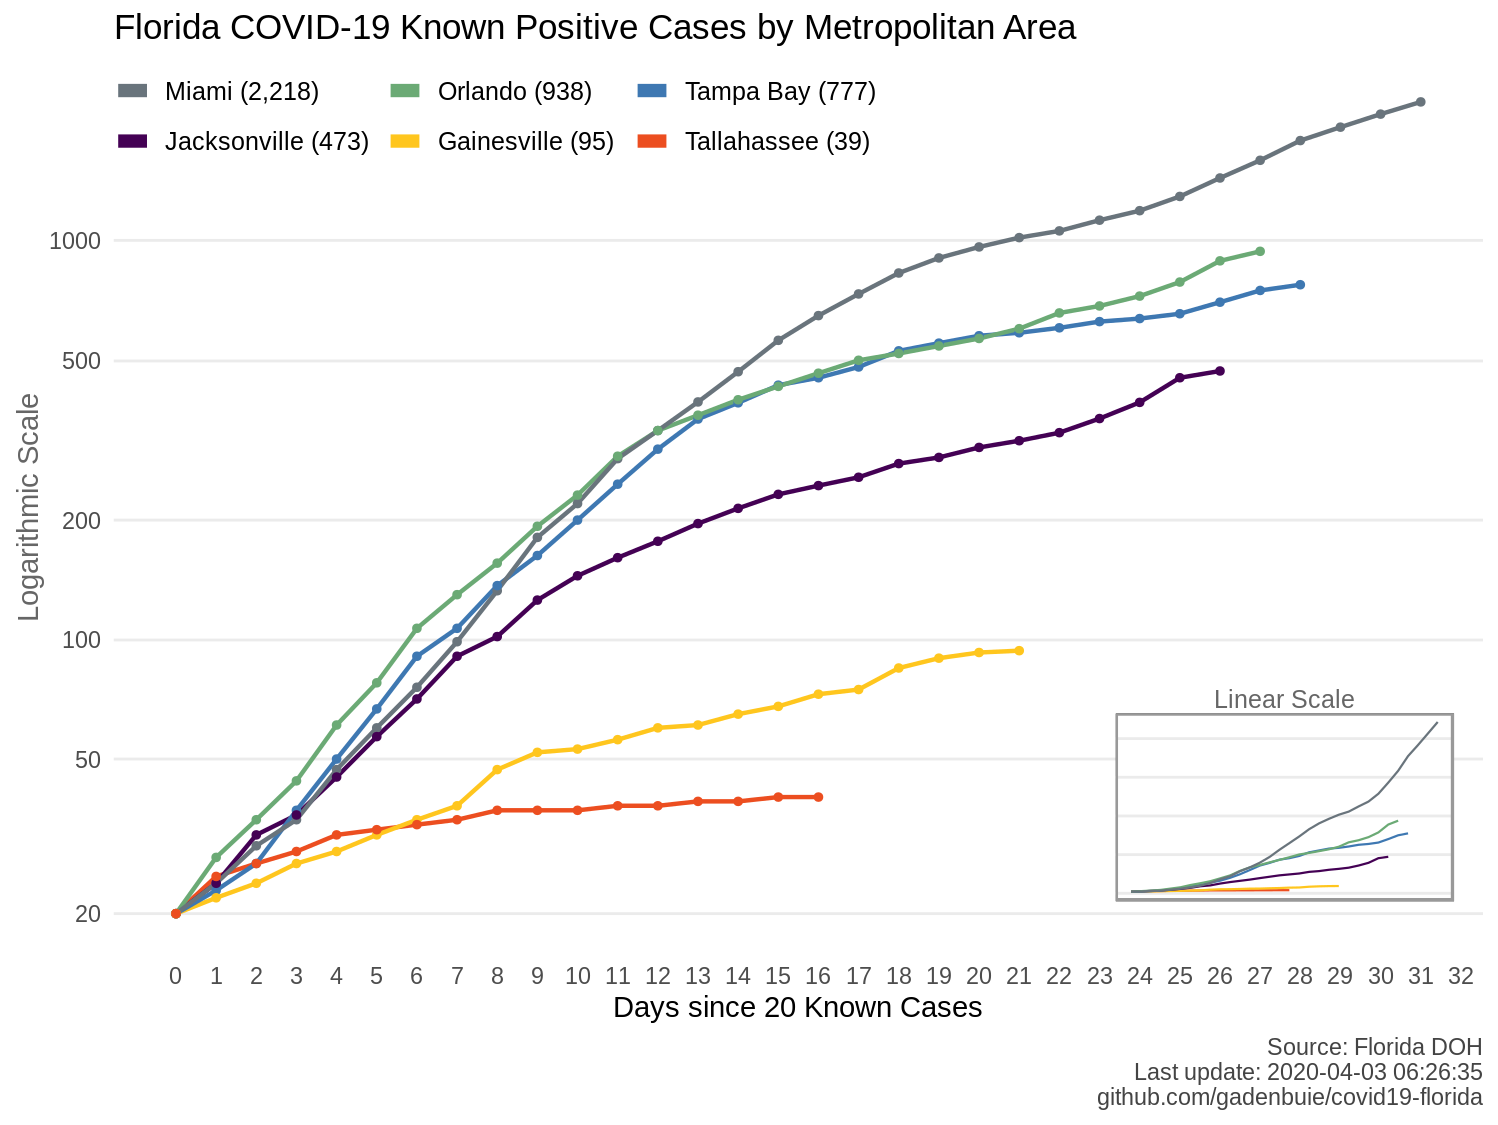 Florida COVID-19 Known Positive Cases by Metropolitan Area
Miami (2,218) Orlando (938) Tampa Bay (777)
Jacksonville (473) Gainesville (95) Tallahassee (39)
Logarithmic Scale
1000
500
200
100
50
20
Linear Scale
0 1 2 3 4 5 6 7 8 9 10 11 12 13 14 15 16 17 18 19 20 21 22 23 24 25 26 27 28 29 30 31 32
Days since 20 Known Cases
Source: Florida DOH
Last update: 2020-04-03 06:26:35
github.com/gadenbuie/covid19-florida